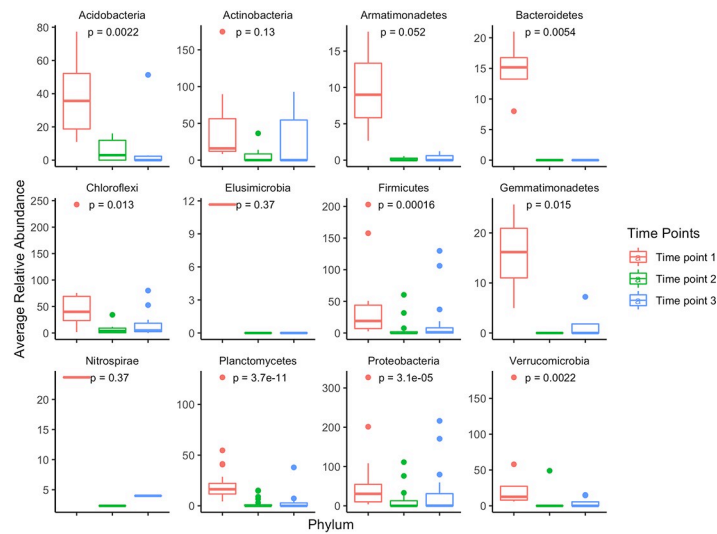 Acidobacteria
p = 0.0022
80
60
40
20
0
Actinobacteria
p = 0.13
150
100
50
0
Armatimonadetes
p = 0.052
15
10
5
0
Bacteroidetes
p = 0.0054
20
15
10
5
0
Average Relative Abundance
Chloroflexi
p = 0.013
250
200
150
100
50
0
Elusimicrobia
p = 0.37
12
9
6
3
0
Firmicutes
p = 0.00016
200
150
100
50
0
Gemmatimonadetes
p = 0.015
20
10
0
Nitrospirae
p = 0.37
20
15
10
5
Planctomycetes
p = 3.7e-11
100
50
0
Proteobacteria
p = 3.1e-05
300
200
100
0
Verrucomicrobia
p = 0.0022
150
100
50
0
Phylum
Time Points
a Time point 1
a Time point 2
a Time point 3